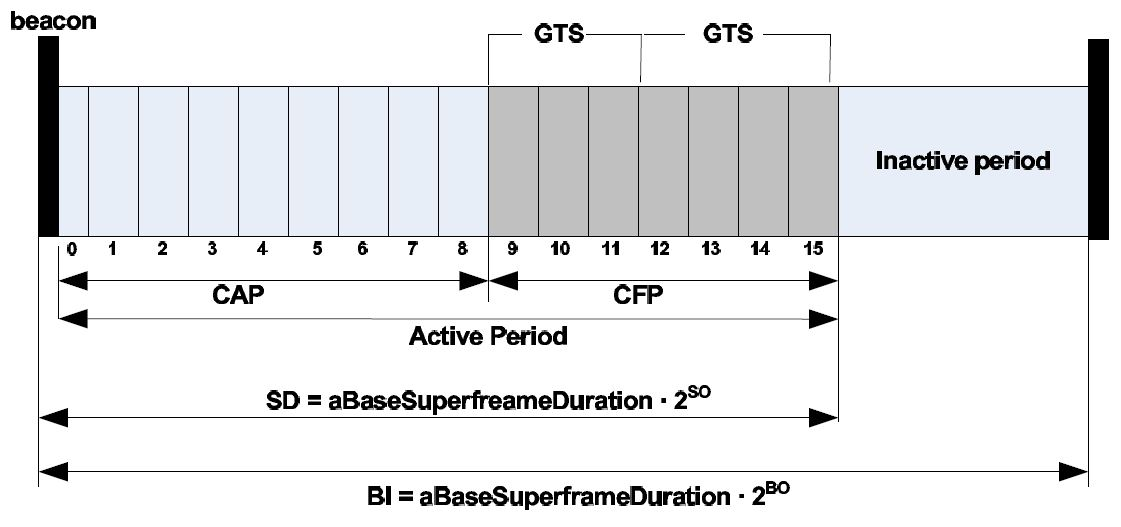 beacon
GTS GTS
Inactive period
0 1 2 3 4 5 6 7 8 9 10 11 12 13 14 15
CAP CFP
Active Period
SD = aBaseSuperfreameDuration · 2^SO
BI = aBaseSuperframeDuration · 2^BO